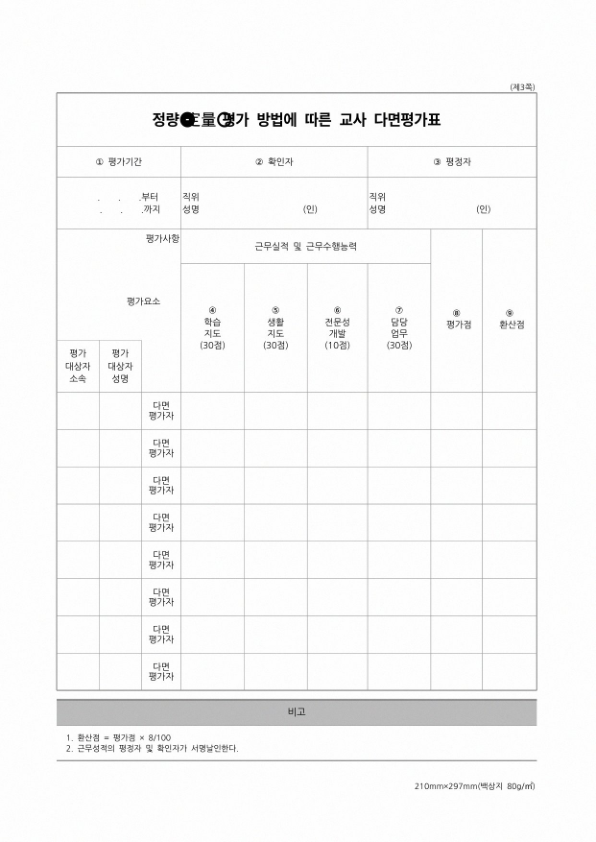 (제3쪽)
정량(定量)평가 방법에 따른 교사 다면평가표
① 평가기간
② 확인자
③ 평정자
. . .부터
. . .까지
직위
성명 (인)
직위
성명 (인)
평가사항
평가요소
평가
대상자
소속
평가
대상자
성명
근무실적 및 근무수행능력
④
학습
지도
(30점)
⑤
생활
지도
(30점)
⑥
전문성
개발
(10점)
⑦
담당
업무
(30점)
⑧
평가점
⑨
환산점
다면
평가자
다면
평가자
다면
평가자
다면
평가자
다면
평가자
다면
평가자
다면
평가자
다면
평가자
비고
1. 환산점 = 평가점 × 8/100
2. 근무성적의 평정자 및 확인자가 서명날인한다.
210mm×297mm(백상지 80g/㎡)